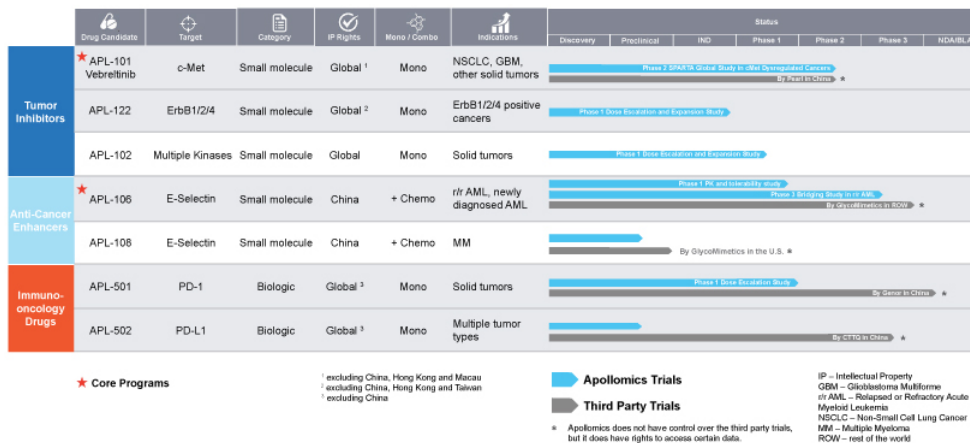 Drug Candidate Target Category IP Rights Mono / Combo Indications Status
Discovery Preclinical IND Phase 1 Phase 2 Phase 3 NDA/BLA
Tumor
Inhibitors
★ APL-101
Vebreltinib c-Met Small molecule Global 1 Mono NSCLC, GBM,
other solid tumors
Phase 2 SPARTA Global Study in cMet Dysregulated Cancers
By Pearl in China *
APL-122 ErbB1/2/4 Small molecule Global 2 Mono ErbB1/2/4 positive
cancers
Phase 1 Dose Escalation and Expansion Study
APL-102 Multiple Kinases Small molecule Global Mono Solid tumors
Phase 1 Dose Escalation and Expansion Study
Anti-Cancer
Enhancers
★ APL-106 E-Selectin Small molecule China + Chemo r/r AML, newly
diagnosed AML
Phase 1 PK and tolerability study
Phase 3 Bridging Study in r/r AML
By GlycoMimetics in ROW *
APL-108 E-Selectin Small molecule China + Chemo MM
By GlycoMimetics in the U.S. *
Immuno-
oncology
Drugs
APL-501 PD-1 Biologic Global 3 Mono Solid tumors
Phase 1 Dose Escalation Study
By Genor in China *
APL-502 PD-L1 Biologic Global 3 Mono Multiple tumor
types
By CTTQ in China *
★ Core Programs
1 excluding China, Hong Kong and Macau
2 excluding China, Hong Kong and Taiwan
3 excluding China
Apollomics Trials
Third Party Trials
* Apollomics does not have control over the third party trials,
but it does have rights to access certain data.
IP – Intellectual Property
GBM – Glioblastoma Multiforme
r/r AML – Relapsed or Refractory Acute
Myeloid Leukemia
NSCLC – Non-Small Cell Lung Cancer
MM – Multiple Myeloma
ROW – rest of the world